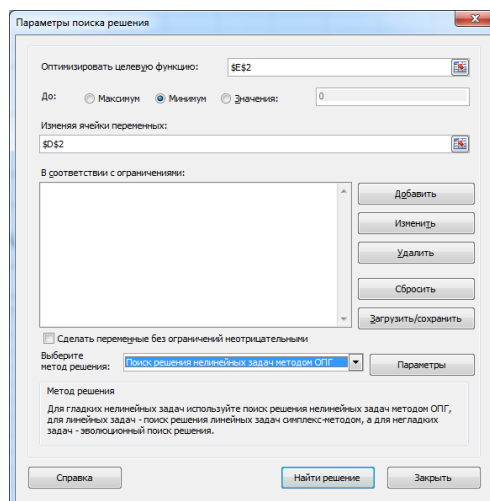 Параметры поиска решения
Оптимизировать целевую функцию: $E$2
До: Максимум Минимум Значения: 0
Изменяя ячейки переменных:
$D$2
В соответствии с ограничениями:
Добавить
Изменить
Удалить
Сбросить
Загрузить/сохранить
Сделать переменные без ограничений неотрицательными
Выберите
метод решения: Поиск решения нелинейных задач методом ОПГ Параметры
Метод решения
Для гладких нелинейных задач используйте поиск решения нелинейных задач методом ОПГ,
для линейных задач - поиск решения линейных задач симплекс-методом, а для негладких
задач - эволюционный поиск решения.
Справка Найти решение Закрыть